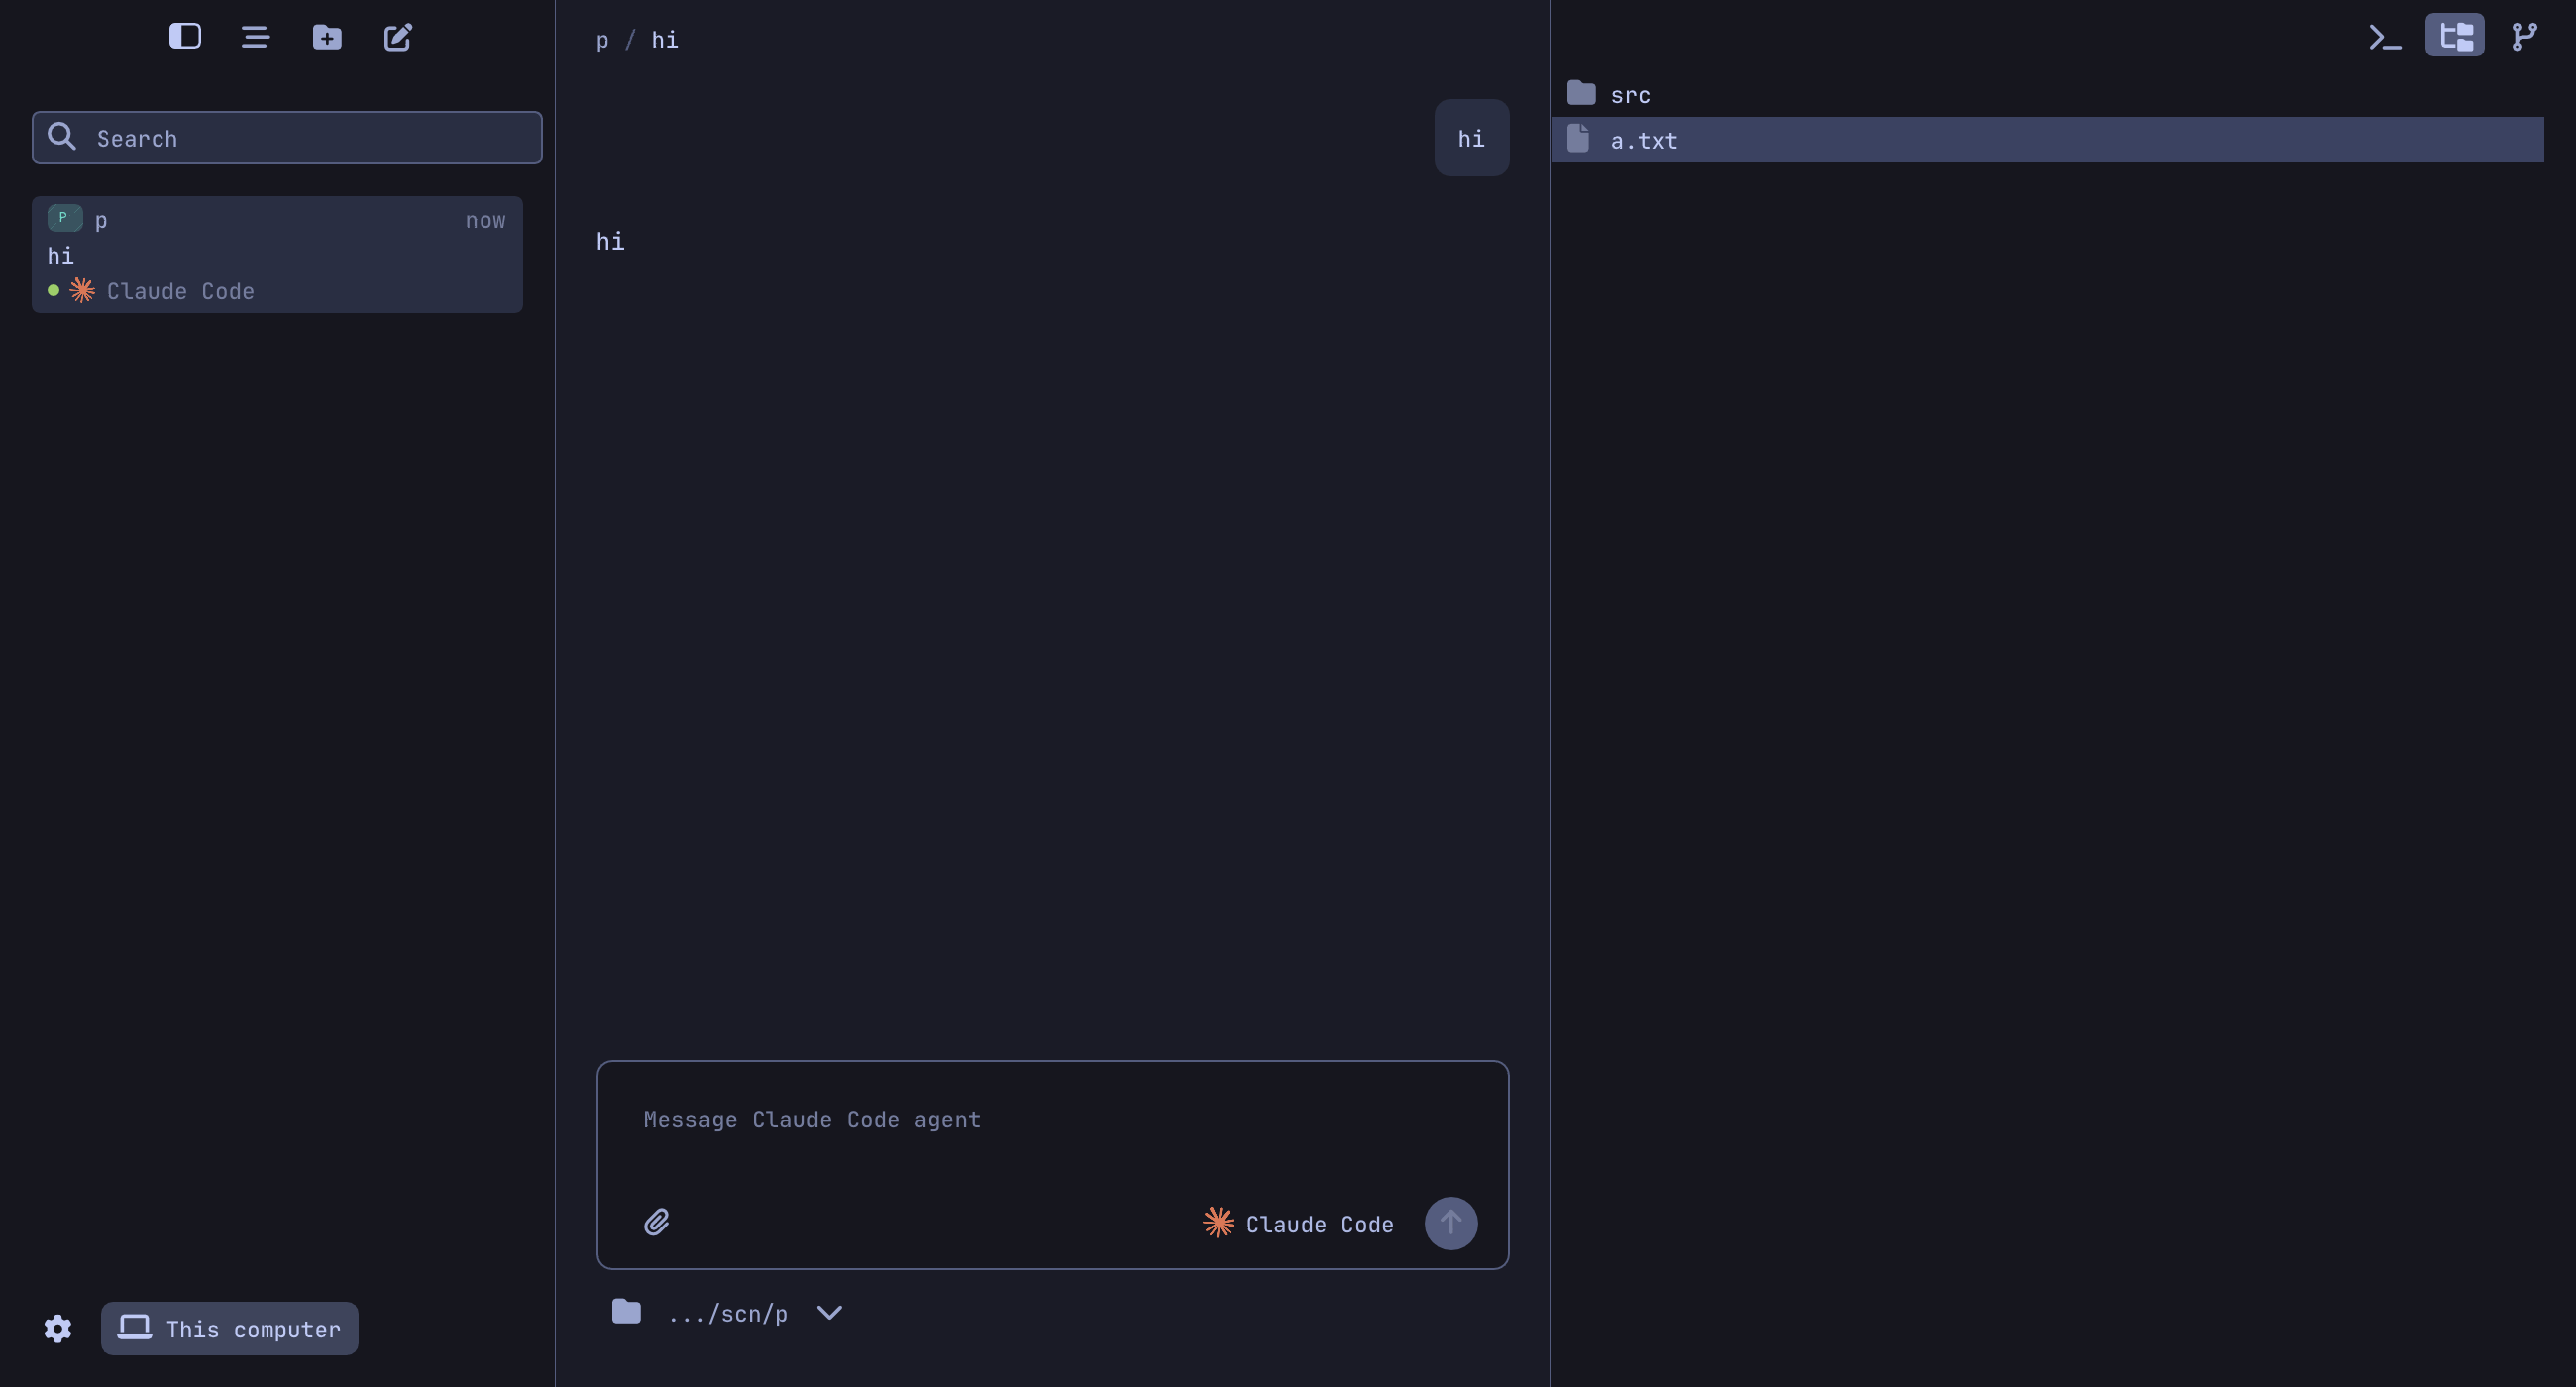 Search
P p now
hi
Claude Code
This computer
p / hi
hi
hi
Message Claude Code agent
Claude Code
.../scn/p
src
a.txt